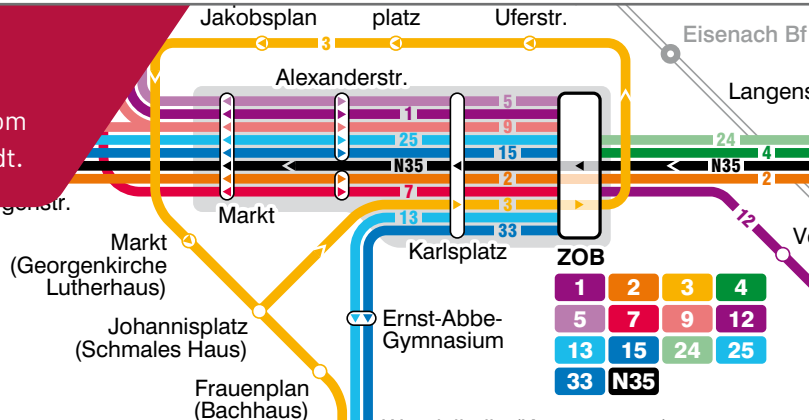 Jakobsplan
platz
Uferstr.
Eisenach Bf
3
Alexanderstr.
Langens
om
dt.
5
1
9
25
15
N35
2
7
3
13
33
24
4
N35
2
12
Markt
Karlsplatz
ZOB
Markt
(Georgenkirche
Lutherhaus)
Johannisplatz
(Schmales Haus)
Frauenplan
(Bachhaus)
Ernst-Abbe-
Gymnasium
1 2 3 4
5 7 9 12
13 15 24 25
33 N35